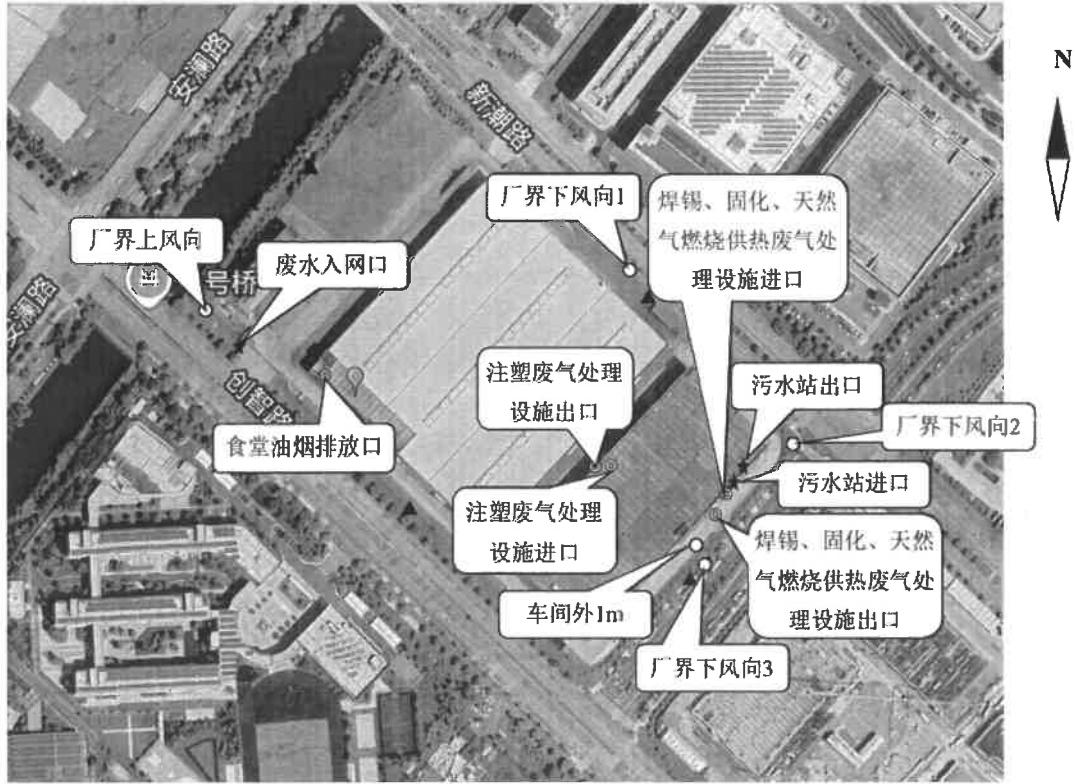 N
安澜路
新潮路
厂界下风向1
焊锡、固化、天然
气燃烧供热废气处
理设施进口
厂界上风向
废水入网口
号桥
安澜路
创智路
注塑废气处理
设施出口
污水站出口
厂界下风向2
食堂油烟排放口
污水站进口
注塑废气处理
设施进口
焊锡、固化、天然
气燃烧供热废气处
理设施出口
车间外1m
厂界下风向3